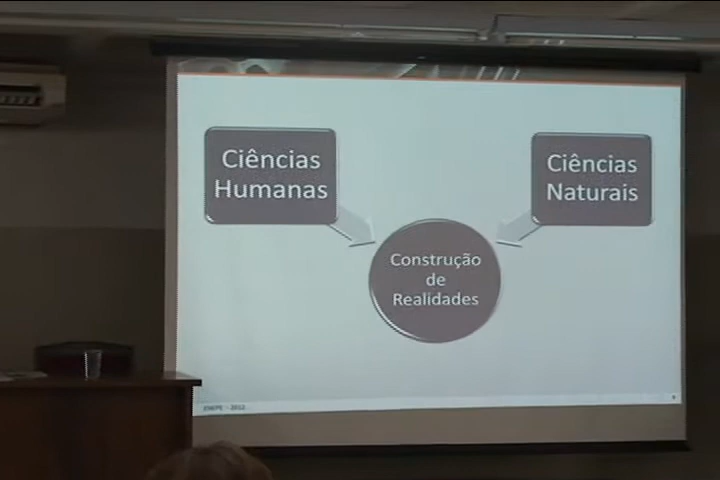 Ciências
Humanas
Ciências
Naturais
Construção
de
Realidades